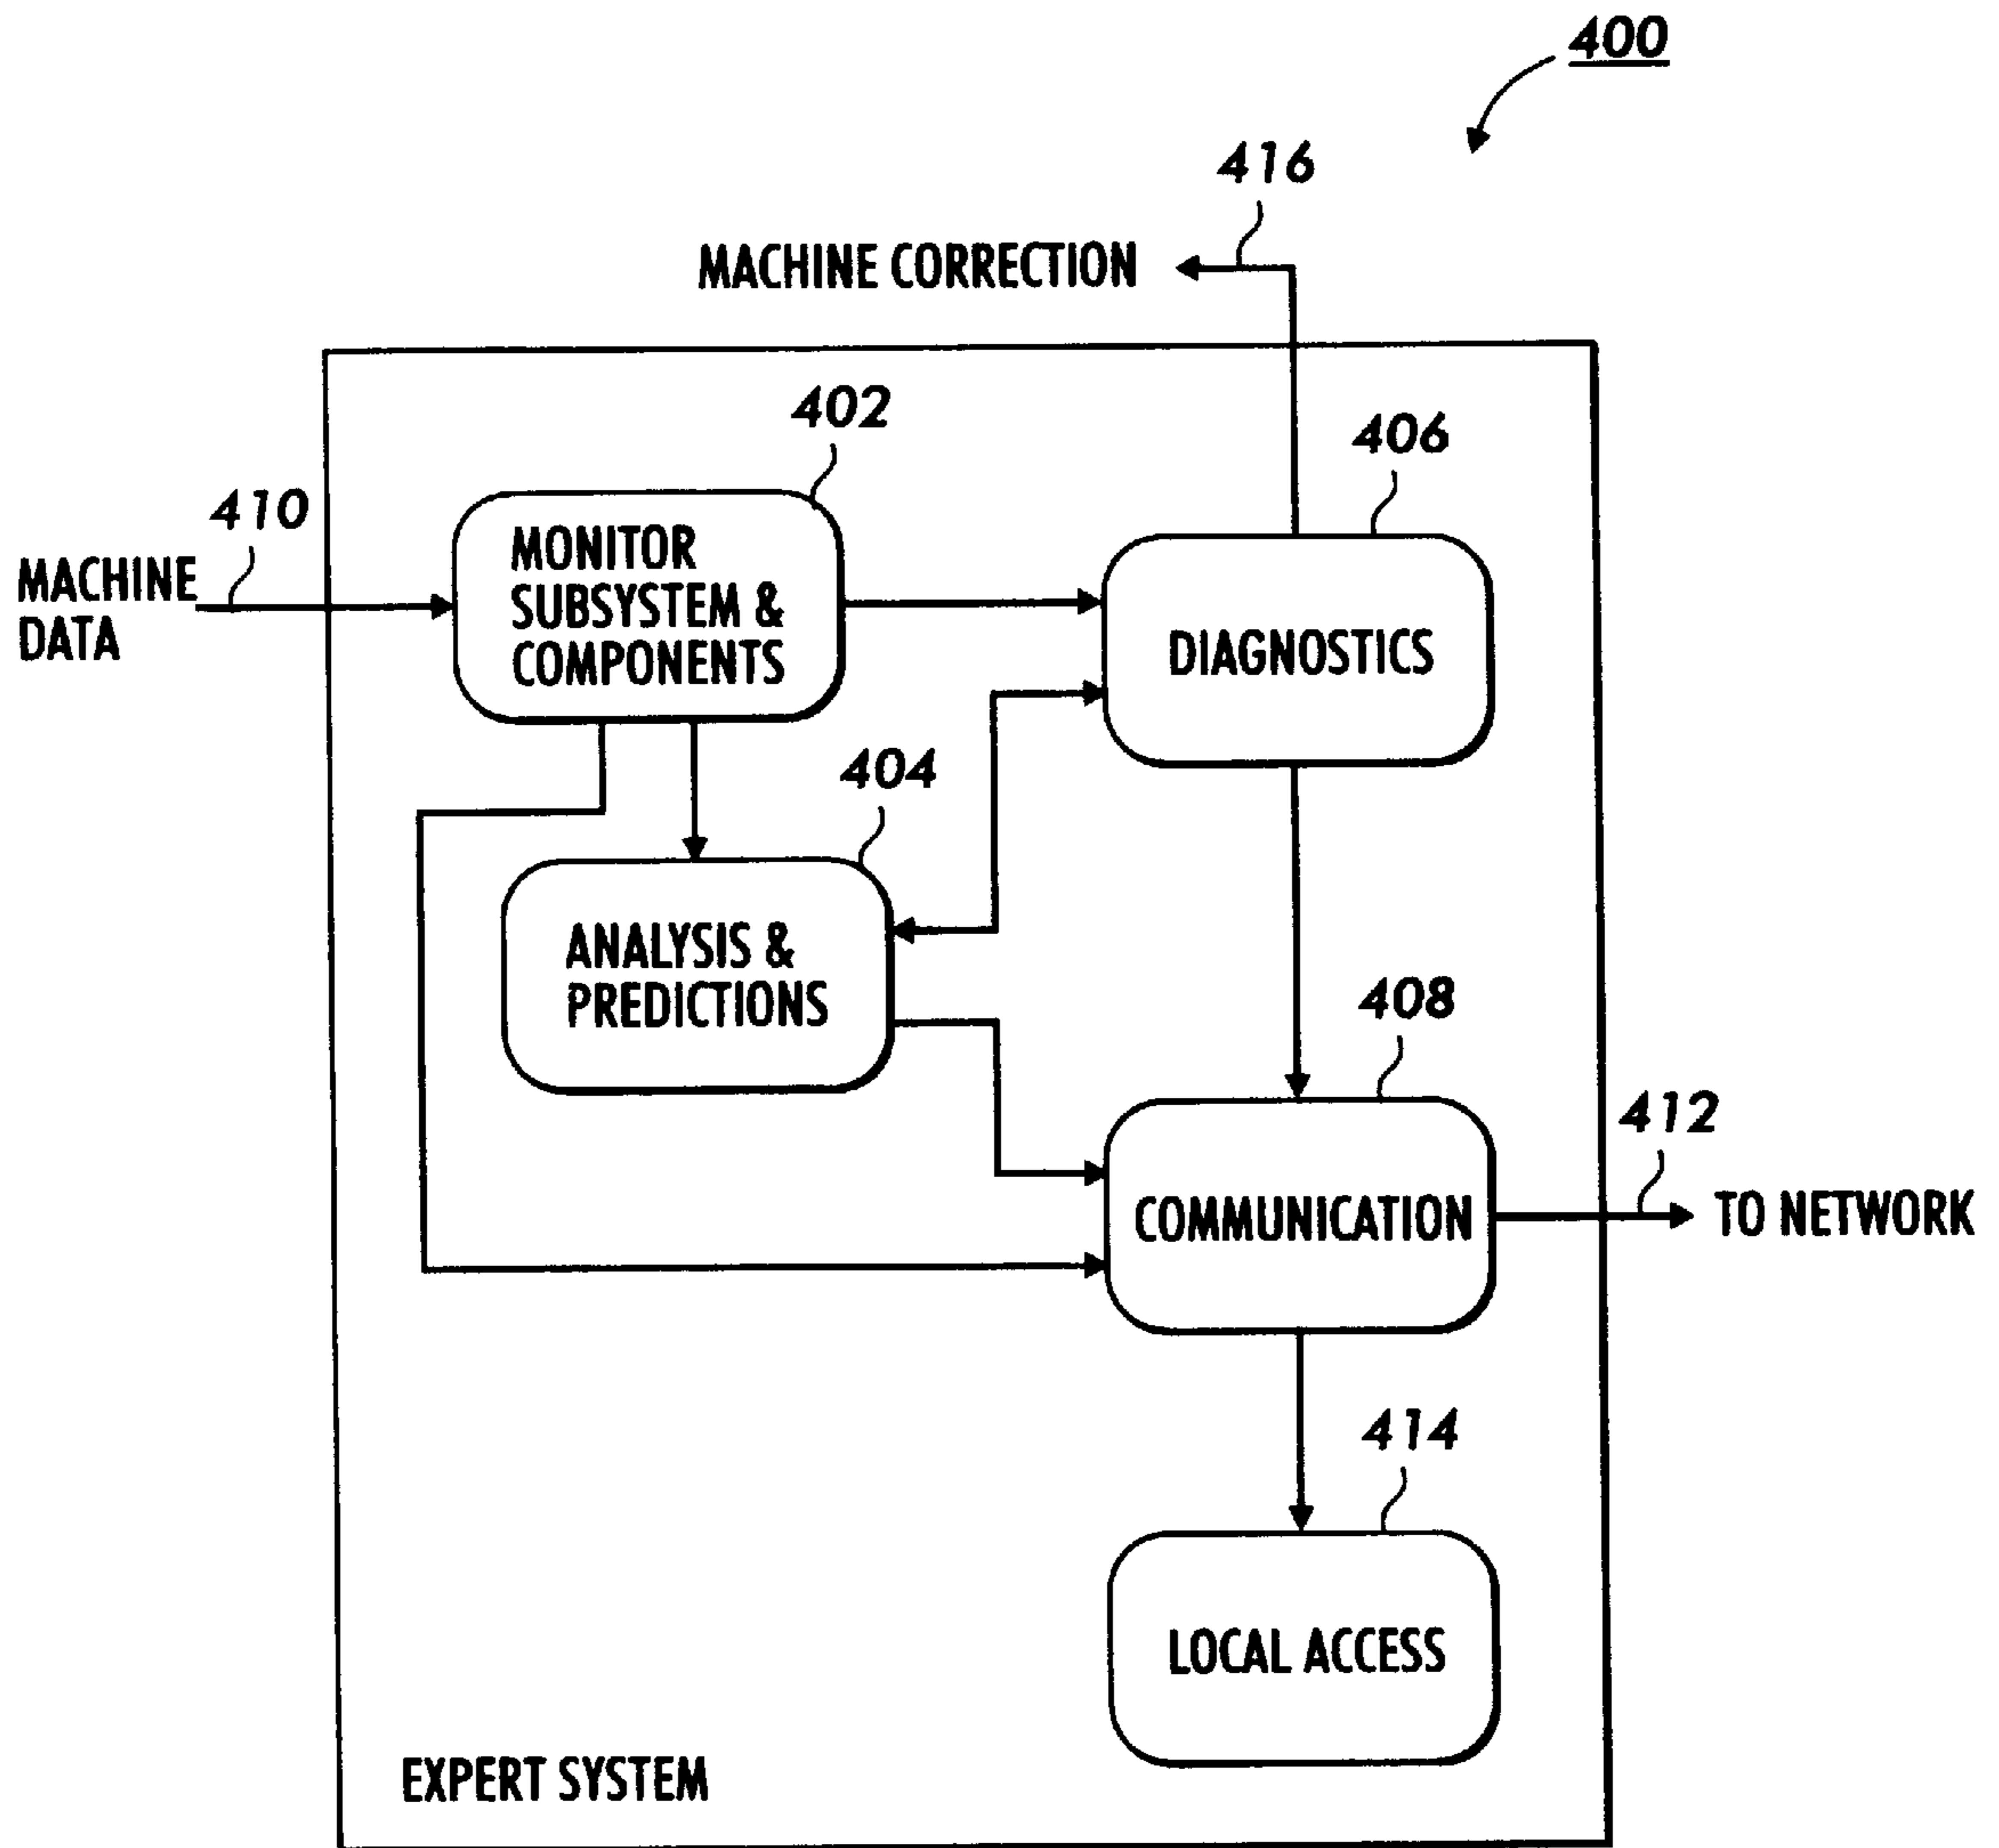 400
416
MACHINE CORRECTION
402
406
410
MACHINE
DATA
MONITOR
SUBSYSTEM &
COMPONENTS
DIAGNOSTICS
404
ANALYSIS &
PREDICTIONS
408
412
COMMUNICATION
TO NETWORK
414
LOCAL ACCESS
EXPERT SYSTEM